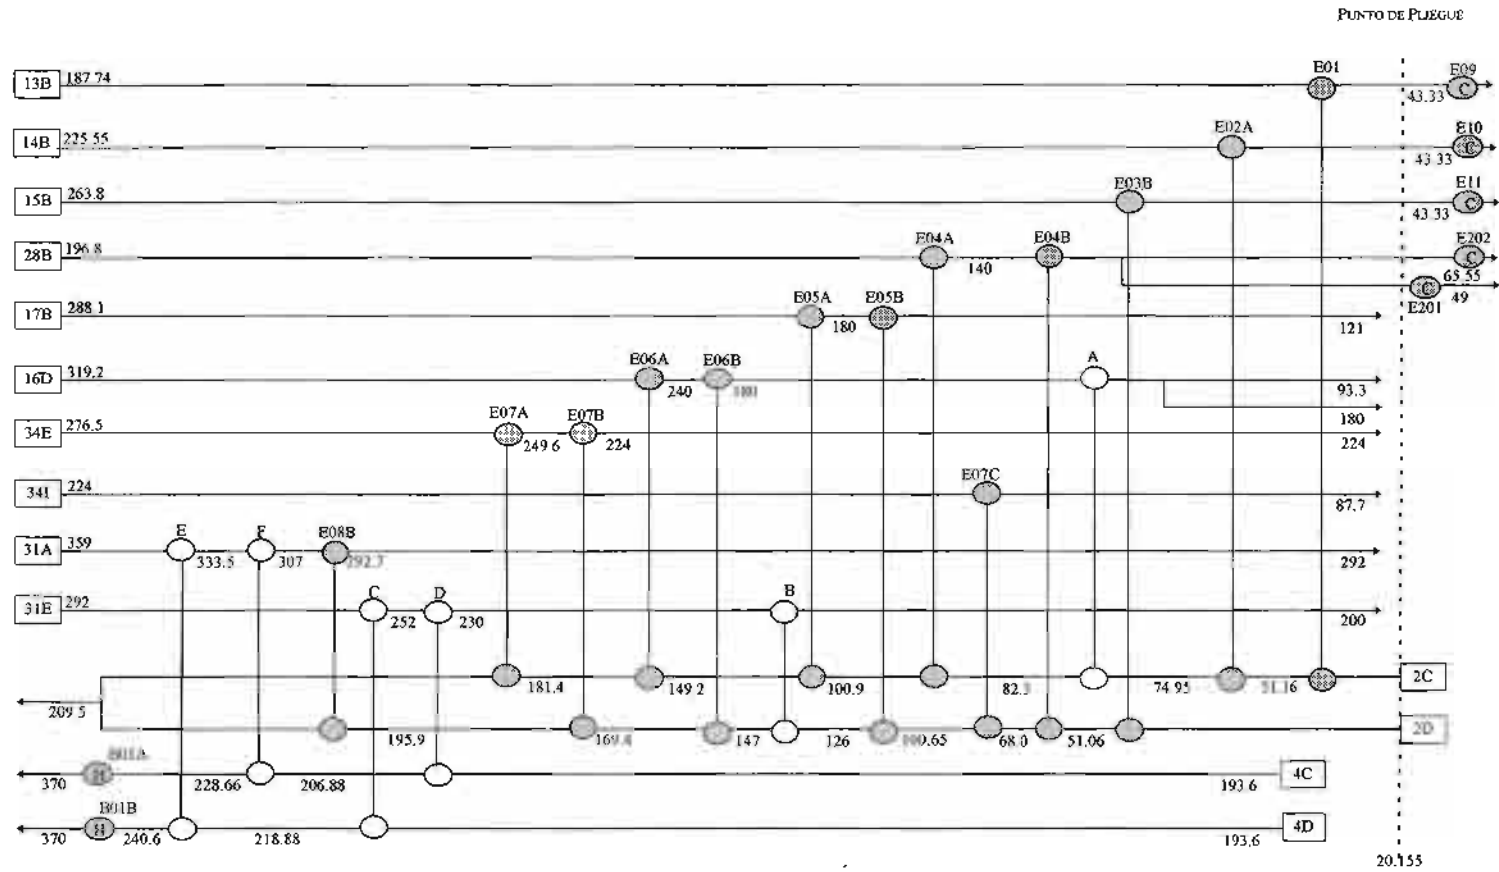 PUNTO DE PLIEGUE
13B 187.74 E01 43.33 E09 C
14B 225 55 E02A 43 33 E10 C
15B 263.8 E03B 43 33 E11 C
28B 196.8 E04A 140 E04B E202 C 65 55
E201 C 49
17B 288.1 E05A 180 E05B 121
16D 319.2 E06A 240 E06B A 93.3
180
34E 276.5 E07A 249 6 E07B 224 224
34I 224 E07C 87.7
31A 359 E 333.5 F 307 E08B 292.7 292
31E 292 C 252 D 230 B 200
181.4 149.2 100.9 82.3 74.95 51.16 2C
209 5
195.9 169.4 147 126 100.65 68.0 51.06 2D
370 B01A H 228.66 206.88 193.6 4C
370 B01B H 240.6 218.88 193.6 4D
20.155